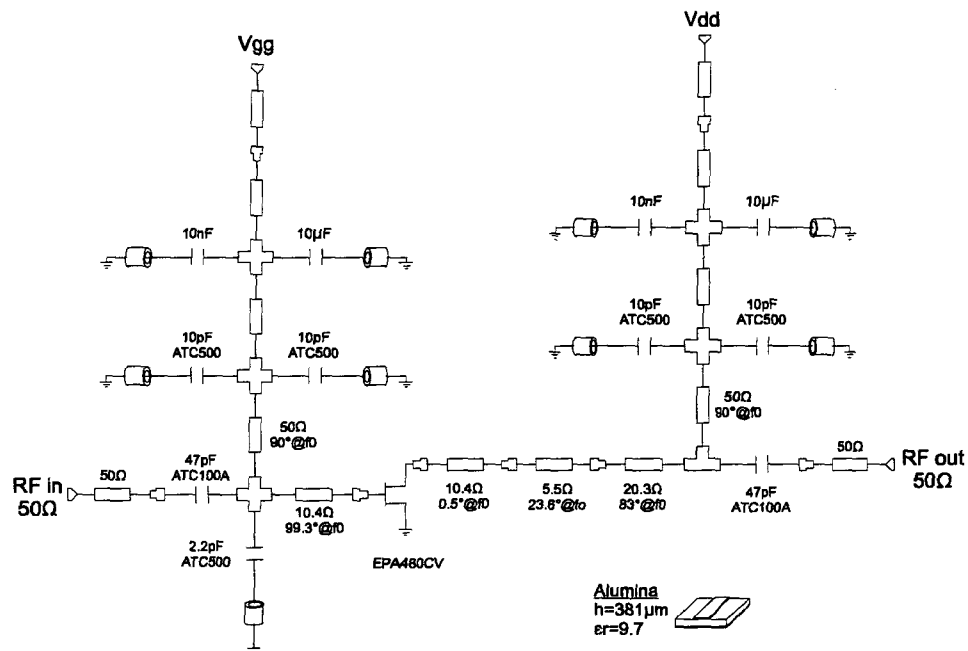 Vgg
Vdd
10nF
10µF
10nF
10µF
10pF
ATC500
10pF
ATC500
10pF
ATC500
10pF
ATC500
50Ω
90°@f0
50Ω
90°@f0
RF in
50Ω
50Ω
47pF
ATC100A
10.4Ω
99.3°@f0
2.2pF
ATC500
EPA480CV
10.4Ω
0.5°@f0
5.5Ω
23.6°@fo
20.3Ω
83°@f0
47pF
ATC100A
50Ω
RF out
50Ω
Alumina
h=381µm
εr=9.7